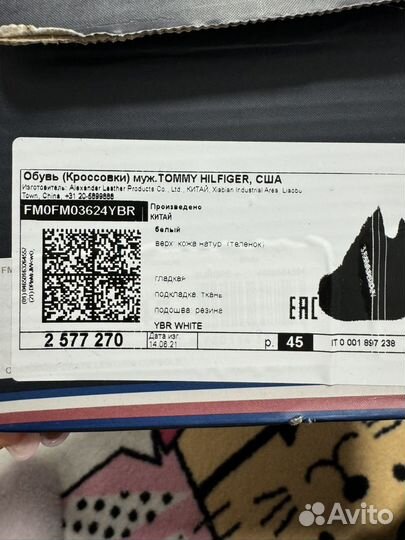 Обувь (Кроссовки) муж.TOMMY HILFIGER, США
Изготовитель: Alexander Leather Products Co., Ltd., КИТАЙ, Xiabian Industrial Area, Liaobu
Town, China, +31 20-5899888
FM0FM03624YBR
Произведено
КИТАЙ
белый
верх: кожа натур. (теленок)
гладкая
подкладка: ткань
подошва: резина
YBR WHITE
EAC
2 577 270
Дата изг.
14.08.21
р. 45
IT 0 001 897 238
FM
Avito